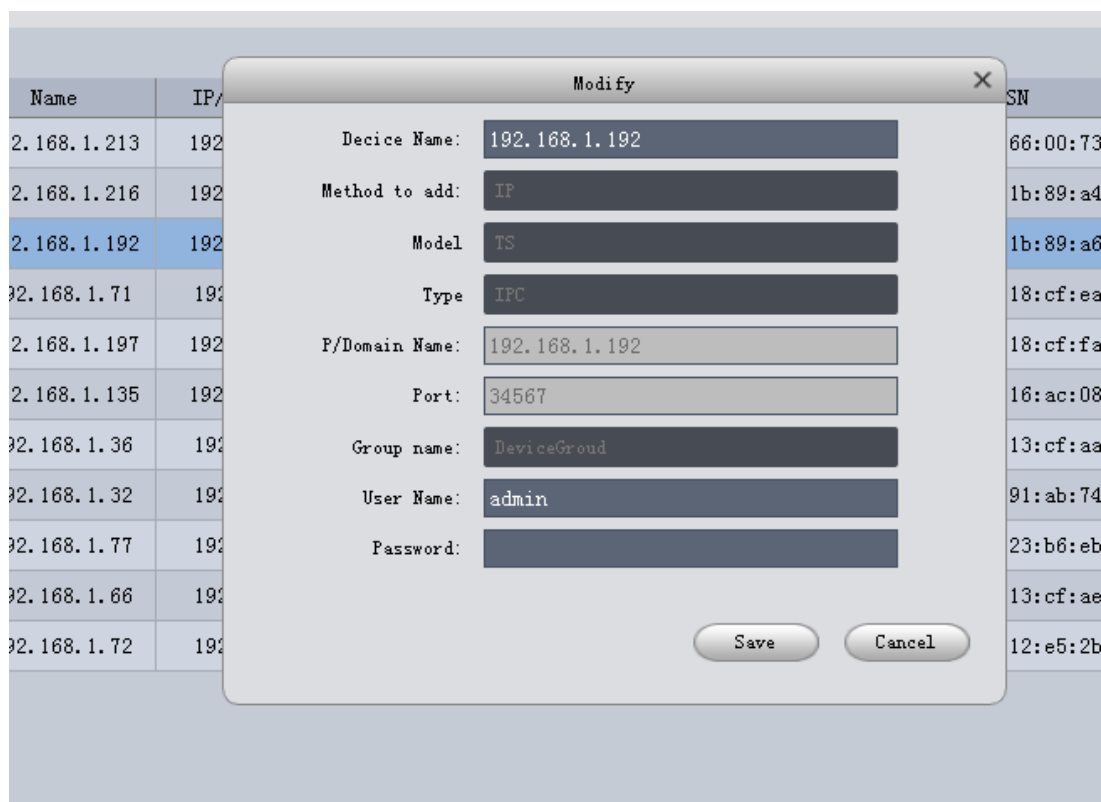 Modify
Name IP/ SN
Decice Name: 192.168.1.192
2.168.1.213 192 66:00:73
Method to add: IP
2.168.1.216 192 1b:89:a4
Model TS
2.168.1.192 192 1b:89:a6
Type IPC
92.168.1.71 192 18:cf:ea
P/Domain Name: 192.168.1.192
2.168.1.197 192 18:cf:fa
Port: 34567
2.168.1.135 192 16:ac:08
Group name: DeviceGroud
92.168.1.36 192 13:cf:aa
User Name: admin
92.168.1.32 192 91:ab:74
Password:
92.168.1.77 192 23:b6:eb
92.168.1.66 192 13:cf:ae
Save Cancel
92.168.1.72 192 12:e5:2b